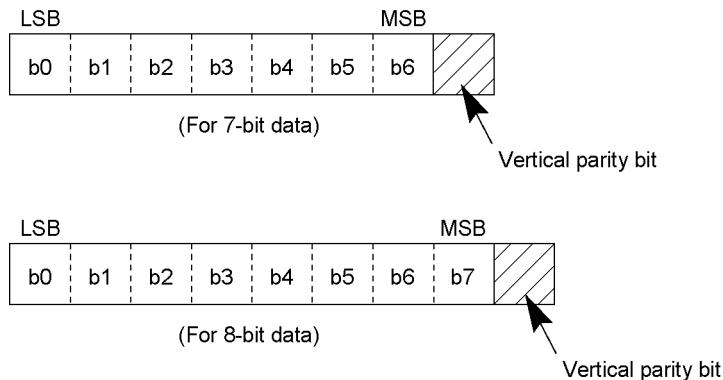 LSB MSB
b0 b1 b2 b3 b4 b5 b6
(For 7-bit data)
Vertical parity bit
LSB MSB
b0 b1 b2 b3 b4 b5 b6 b7
(For 8-bit data)
Vertical parity bit